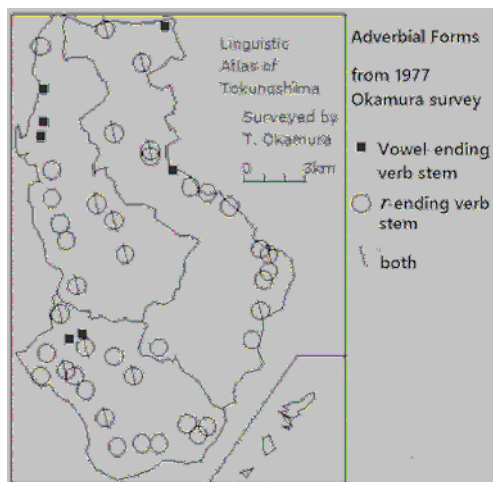 Linguistic
Atlas of
Tokunoshima
Surveyed by
T. Okamura
0 3km
Adverbial Forms
from 1977
Okamura survey
Vowel-ending
verb stem
r-ending verb
stem
both